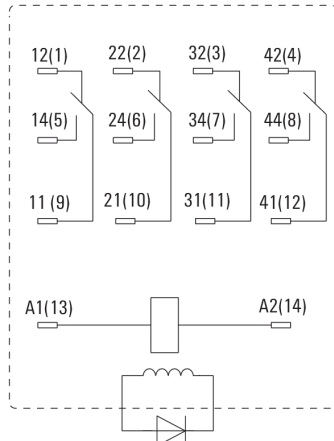 12(1) 22(2) 32(3) 42(4)
14(5) 24(6) 34(7) 44(8)
11 (9) 21(10) 31(11) 41(12)
A1(13) A2(14)